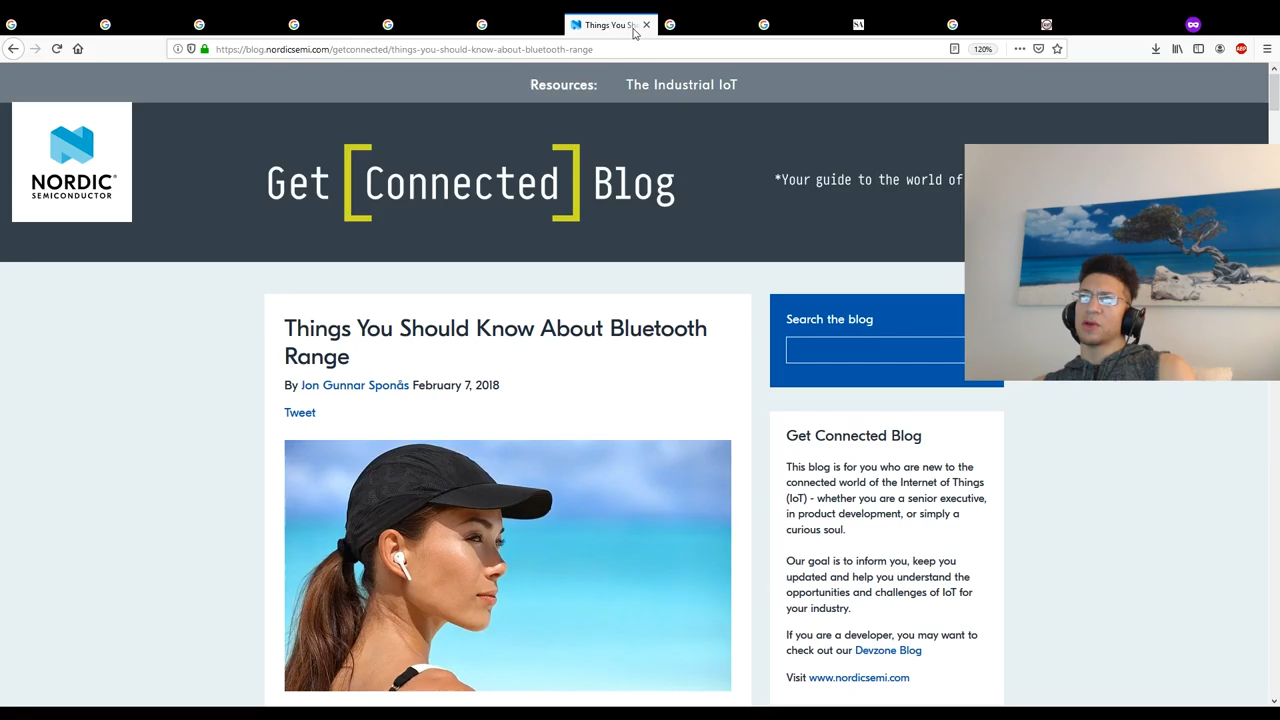 Things You Sh
https://blog.nordicsemi.com/getconnected/things-you-should-know-about-bluetooth-range
120%
ABP
Resources: The Industrial IoT
NORDIC
SEMICONDUCTOR
Get [Connected] Blog
*Your guide to the world of
Things You Should Know About Bluetooth
Range
By Jon Gunnar Sponås February 7, 2018
Tweet
Search the blog
Get Connected Blog
This blog is for you who are new to the
connected world of the Internet of Things
(IoT) - whether you are a senior executive,
in product development, or simply a
curious soul.
Our goal is to inform you, keep you
updated and help you understand the
opportunities and challenges of IoT for
your industry.
If you are a developer, you may want to
check out our Devzone Blog
Visit www.nordicsemi.com